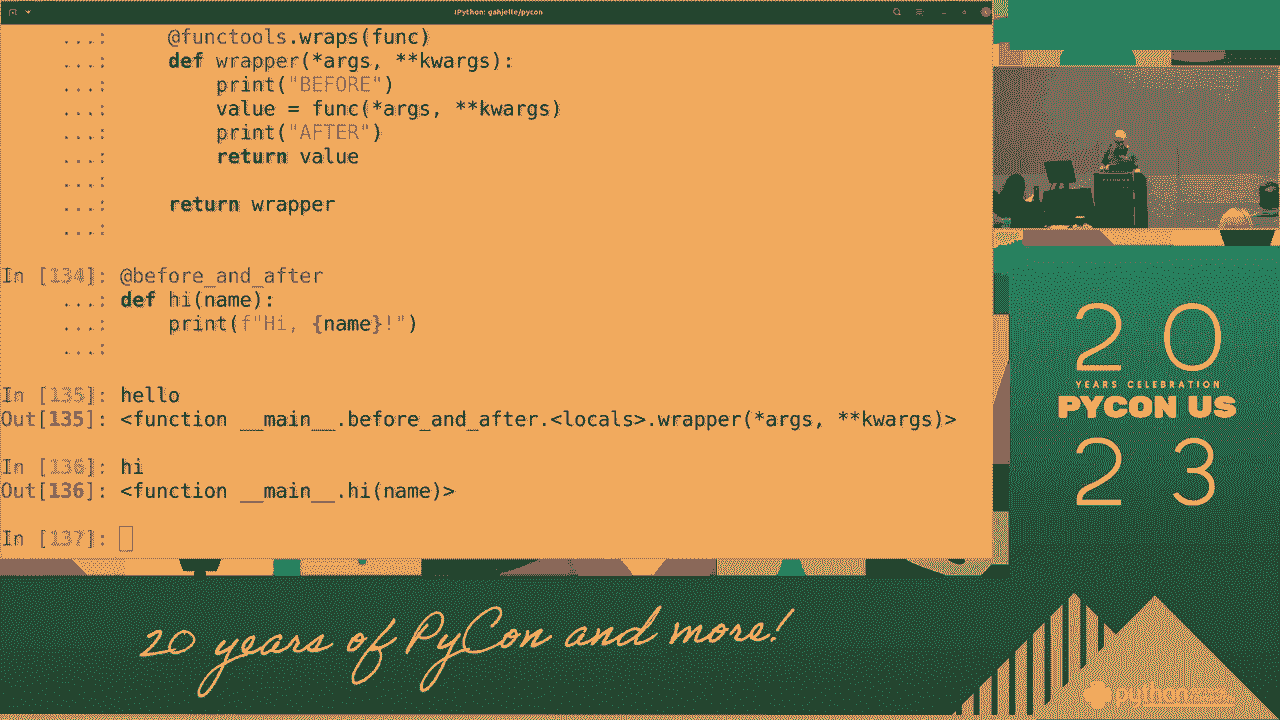 IPython: gahjelle/pycon
...:     @functools.wraps(func)
...:     def wrapper(*args, **kwargs):
...:         print("BEFORE")
...:         value = func(*args, **kwargs)
...:         print("AFTER")
...:         return value
...:
...:     return wrapper
...:
In [134]: @before_and_after
...: def hi(name):
...:     print(f"Hi, {name}!")
...:
In [135]: hello
Out[135]: <function __main__.before_and_after.<locals>.wrapper(*args, **kwargs)>
In [136]: hi
Out[136]: <function __main__.hi(name)>
In [137]:
20
YEARS CELEBRATION
PYCON US
23
20 years of PyCon and more!
python